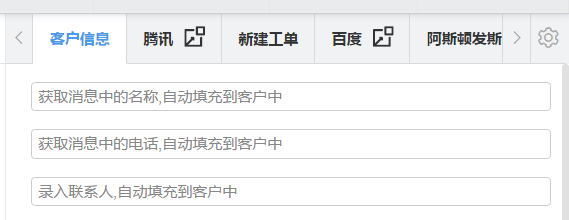 客户信息 腾讯 新建工单 百度 阿斯顿发斯
获取消息中的名称,自动填充到客户中
获取消息中的电话,自动填充到客户中
录入联系人,自动填充到客户中